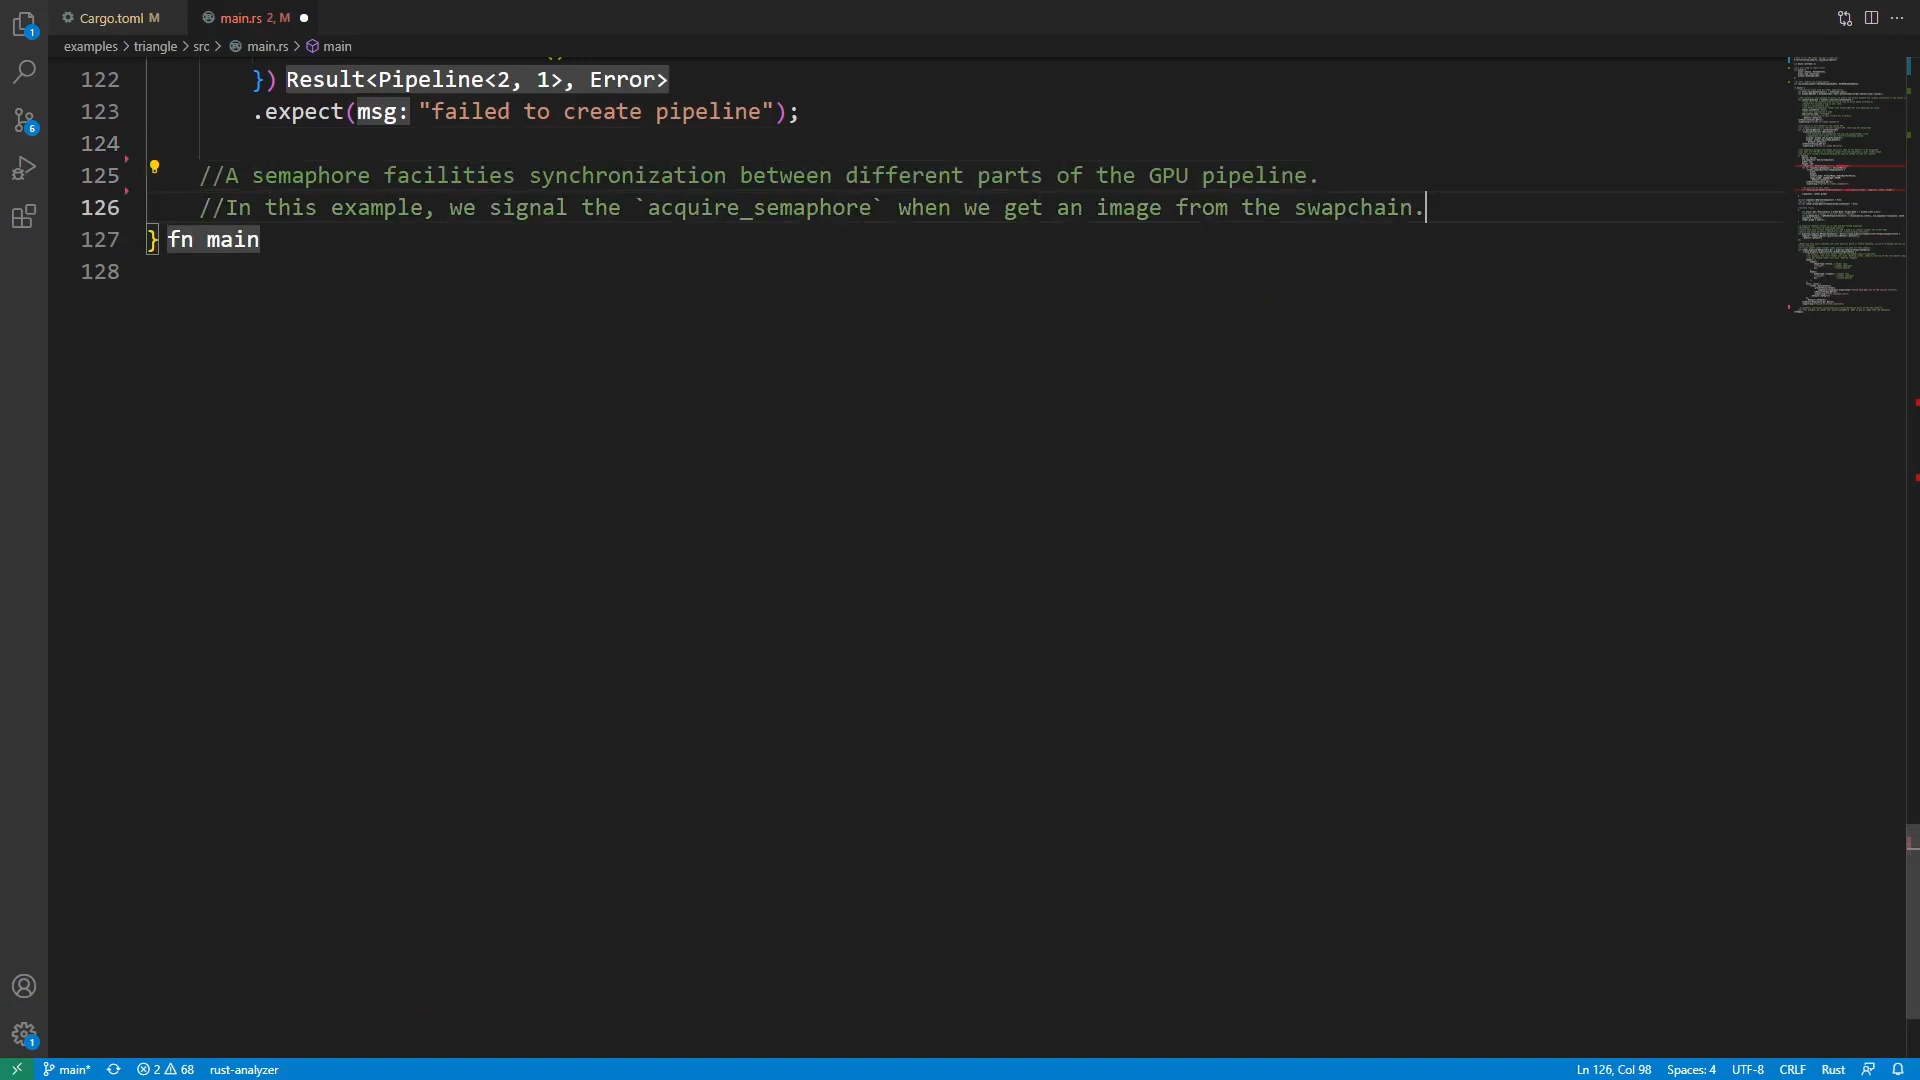 Cargo.toml M
main.rs 2, M
examples > triangle > src > main.rs > main
122 }) Result<Pipeline<2, 1>, Error>
123 .expect(msg: "failed to create pipeline");
124
125 //A semaphore facilities synchronization between different parts of the GPU pipeline.
126 //In this example, we signal the `acquire_semaphore` when we get an image from the swapchain.
127 } fn main
128
1
6
1
main* 2 68 rust-analyzer
Ln 126, Col 98 Spaces: 4 UTF-8 CRLF Rust